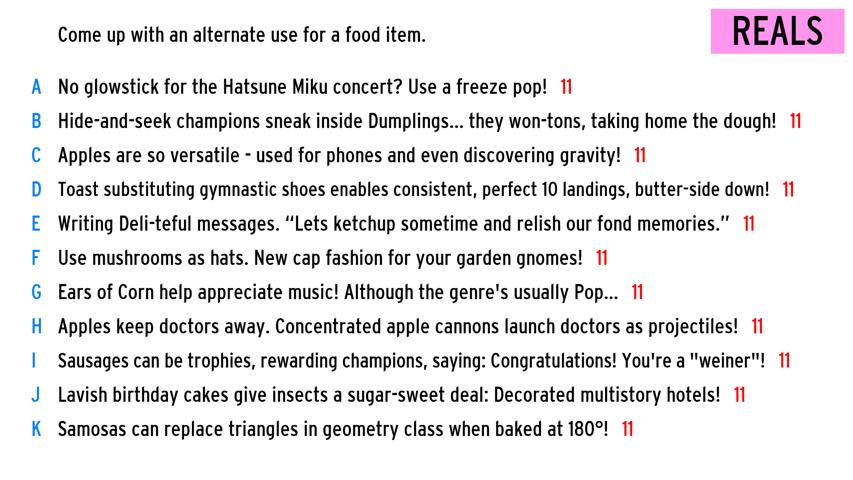 Come up with an alternate use for a food item.
REALS
A No glowstick for the Hatsune Miku concert? Use a freeze pop! 11
B Hide-and-seek champions sneak inside Dumplings... they won-tons, taking home the dough! 11
C Apples are so versatile - used for phones and even discovering gravity! 11
D Toast substituting gymnastic shoes enables consistent, perfect 10 landings, butter-side down! 11
E Writing Deli-teful messages. “Lets ketchup sometime and relish our fond memories.” 11
F Use mushrooms as hats. New cap fashion for your garden gnomes! 11
G Ears of Corn help appreciate music! Although the genre's usually Pop... 11
H Apples keep doctors away. Concentrated apple cannons launch doctors as projectiles! 11
I Sausages can be trophies, rewarding champions, saying: Congratulations! You're a "weiner"! 11
J Lavish birthday cakes give insects a sugar-sweet deal: Decorated multistory hotels! 11
K Samosas can replace triangles in geometry class when baked at 180°! 11